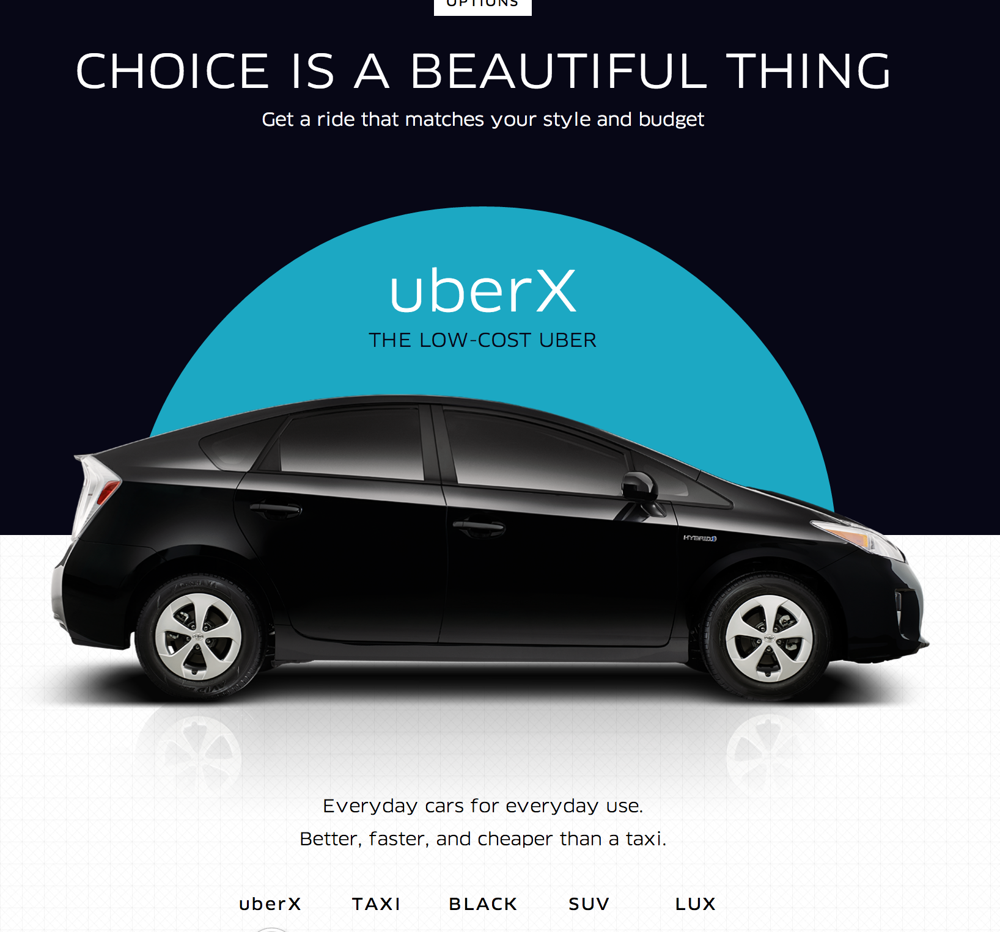 OPTIONS
CHOICE IS A BEAUTIFUL THING
Get a ride that matches your style and budget
uberX
THE LOW-COST UBER
HYBRID
Everyday cars for everyday use.
Better, faster, and cheaper than a taxi.
uberX TAXI BLACK SUV LUX